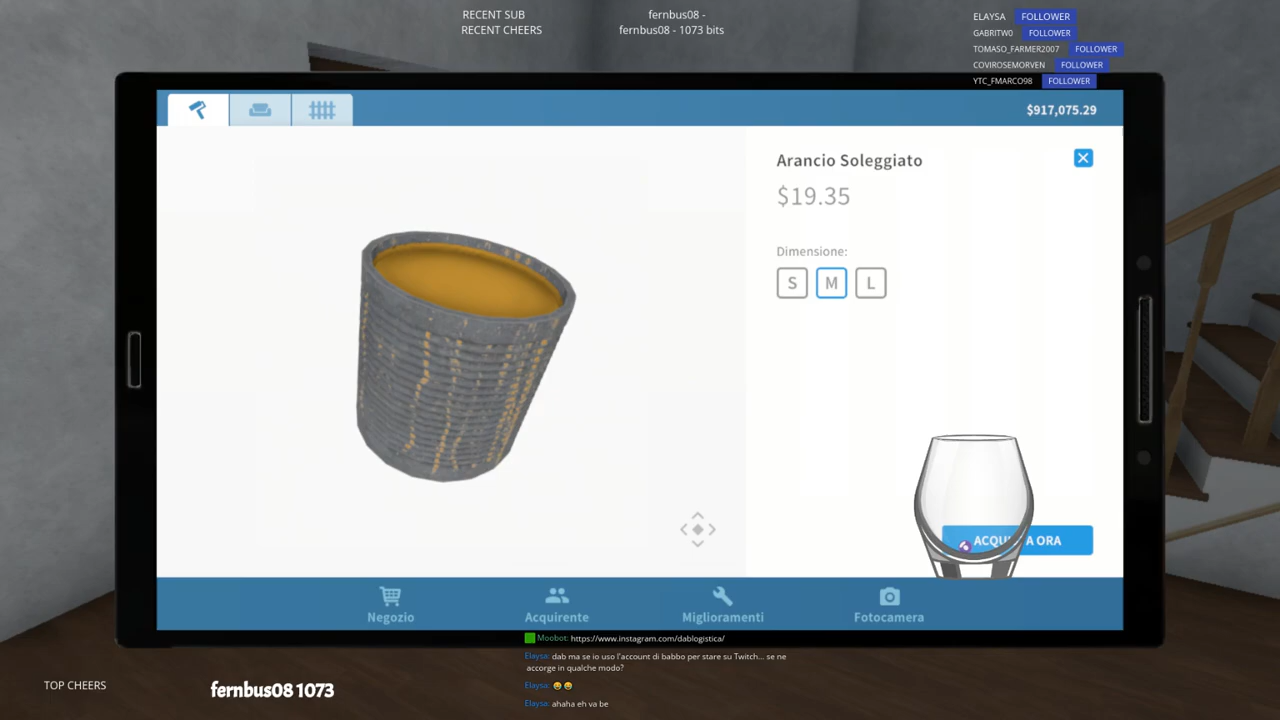 RECENT SUB
fernbus08 -
RECENT CHEERS
fernbus08 - 1073 bits
ELAYSA FOLLOWER
GABRITW0 FOLLOWER
TOMASO_FARMER2007 FOLLOWER
COVIROSEMORVEN FOLLOWER
YTC_FMARCO98 FOLLOWER
$917,075.29
Arancio Soleggiato
$19.35
Dimensione:
S M L
ACQUISTA ORA
Negozio
Acquirente
Miglioramenti
Fotocamera
Moobot: https://www.instagram.com/dablogistica/
Elaysa: dab ma se io uso l'account di babbo per stare su Twitch... se ne
accorge in qualche modo?
Elaysa: 😂 😂
Elaysa: ahaha eh va be
TOP CHEERS
fernbus08 1073